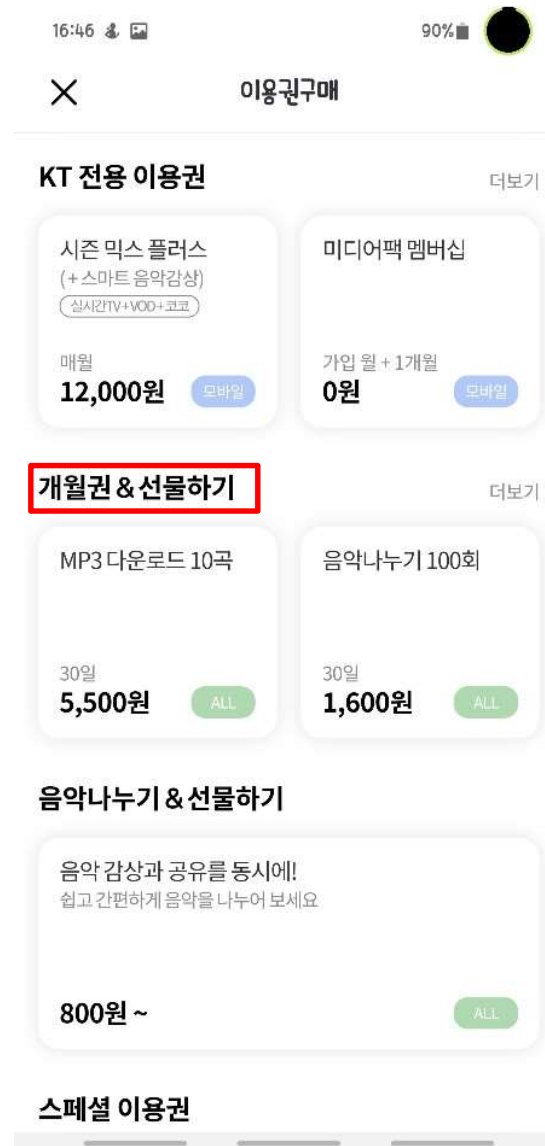 16:46
90%
이용권구매
KT 전용 이용권
더보기
시즌 믹스 플러스
(+스마트 음악감상)
실시간TV+VOD+코코
매월
12,000원
모바일
미디어팩 멤버십
가입 월 + 1개월
0원
모바일
개월권 & 선물하기
더보기
MP3 다운로드 10곡
30일
5,500원
ALL
음악나누기 100회
30일
1,600원
ALL
음악나누기 & 선물하기
음악 감상과 공유를 동시에!
쉽고 간편하게 음악을 나누어 보세요
800원 ~
ALL
스페셜 이용권